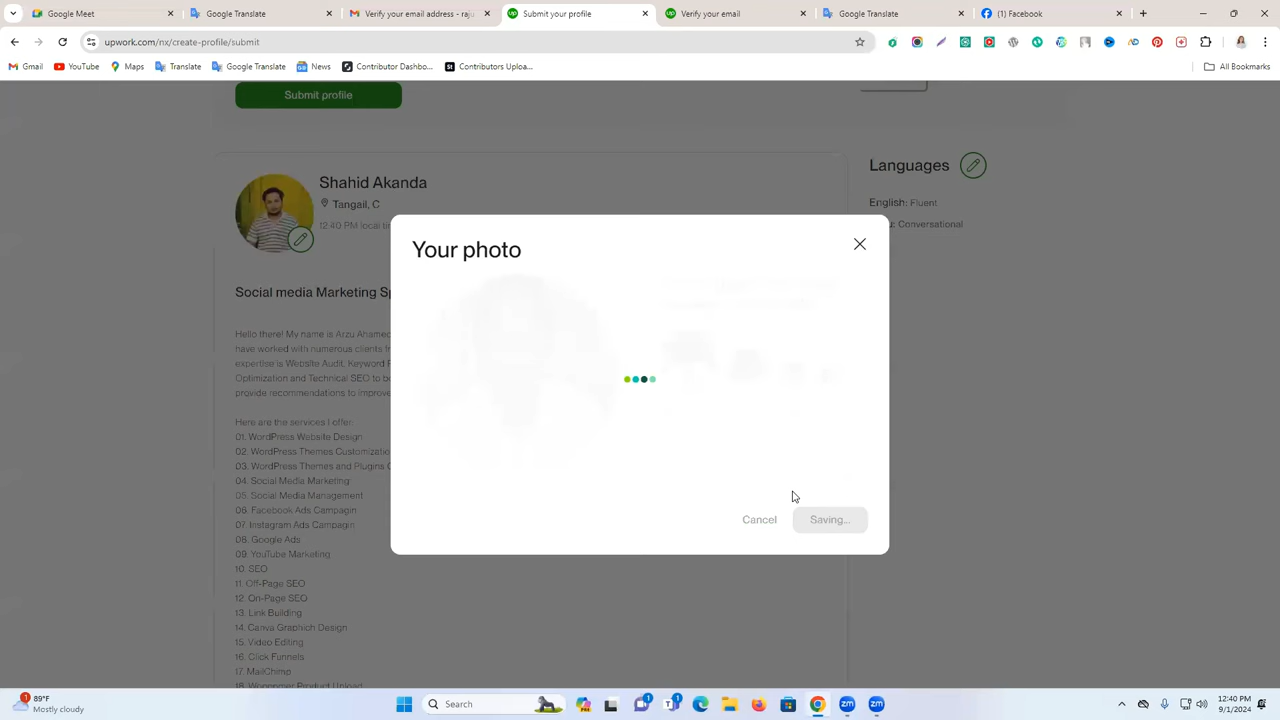 Google Meet
Google Translate
Verify your email address - raju
Submit your profile
Verify your email
Google Translate
(3) Facebook
upwork.com/nx/create-profile/submit
Gmail
YouTube
Maps
Translate
Google Translate
News
Contributor Dashbo...
Contributors Uploa...
All Bookmarks
Submit profile
Shahid Akanda
Tangail, C
12:40 PM local tim
Languages
English: Fluent
u: Conversational
Your photo
Social media Marketing Sp
Hello there! My name is Arzu Ahamed
have worked with numerous clients fr
expertise is Website Audit, Keyword R
Optimization and Technical SEO to bo
provide recommendations to improve
Here are the services I offer:
01. WordPress Website Design
02. WordPress Themes Customizatio
03. WordPress Themes and Plugins C
04. Social Media Marketing
05. Social Media Management
06. Facebook Ads Campaign
07. Instagram Ads Campaign
08. Google Ads
09. YouTube Marketing
10. SEO
11. Off-Page SEO
12. On-Page SEO
13. Link Building
14. Canva Graphich Design
15. Video Editing
16. Click Funnels
17. MailChimp
Cancel
Saving...
1
89°F
Mostly cloudy
Search
1
1
zm
zm
12:40 PM
9/1/2024